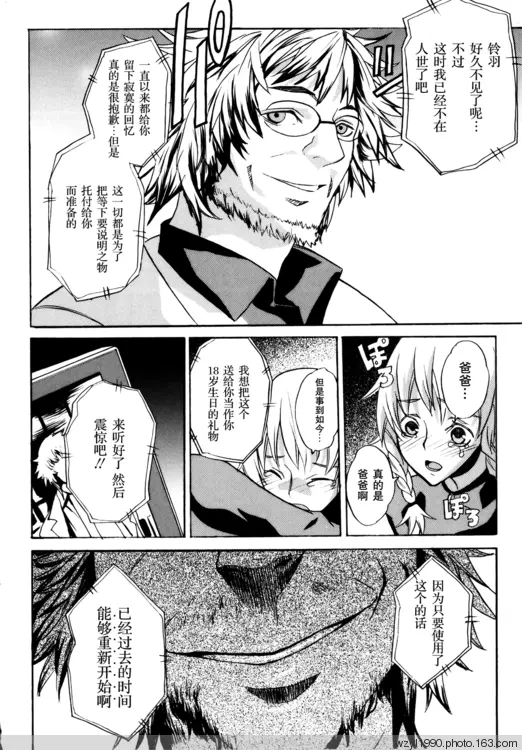 铃羽
好久不见了呢…
不过
这时我已经不在
人世了吧
一直以来都给你
留下寂寞的回忆
真的是很抱歉…但是
这一切都是为了
把等下要说明之物
托付给你
而准备的
爸爸…
ぽろ
真的是
爸爸啊
ぽろ
但是事到如今…
我想把这个
送给你当作你
18岁生日的礼物
来听好了 然后
震惊吧!!
因为只要使用了
这个的话
已经过去的时间
能够重新开始啊
wzyl1990.photo.163.com